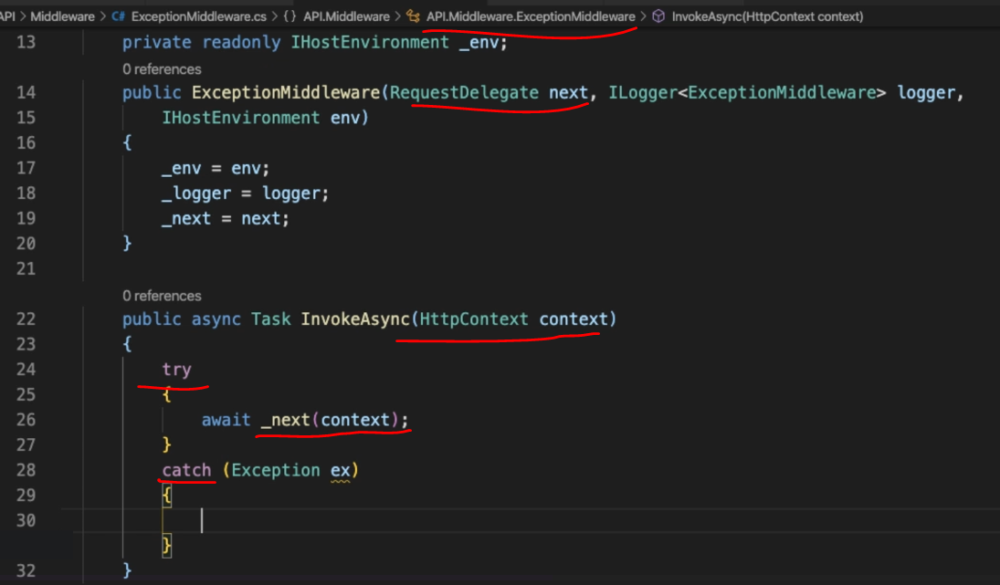 API > Middleware > C# ExceptionMiddleware.cs > {} API.Middleware > API.Middleware.ExceptionMiddleware > InvokeAsync(HttpContext context)
13 private readonly IHostEnvironment _env;
0 references
14 public ExceptionMiddleware(RequestDelegate next, ILogger<ExceptionMiddleware> logger,
15 IHostEnvironment env)
16 {
17 _env = env;
18 _logger = logger;
19 _next = next;
20 }
21
0 references
22 public async Task InvokeAsync(HttpContext context)
23 {
24 try
25 {
26 await _next(context);
27 }
28 catch (Exception ex)
29 {
30
}
32 }